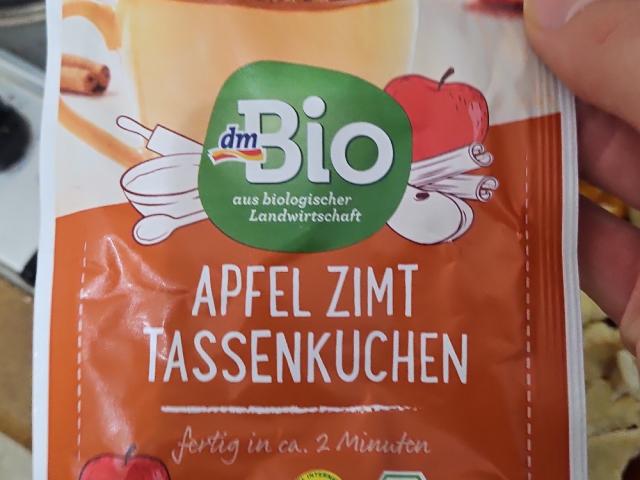 dm
Bio
aus biologischer
Landwirtschaft
APFEL ZIMT
TASSENKUCHEN
fertig in ca. 2 Minuten